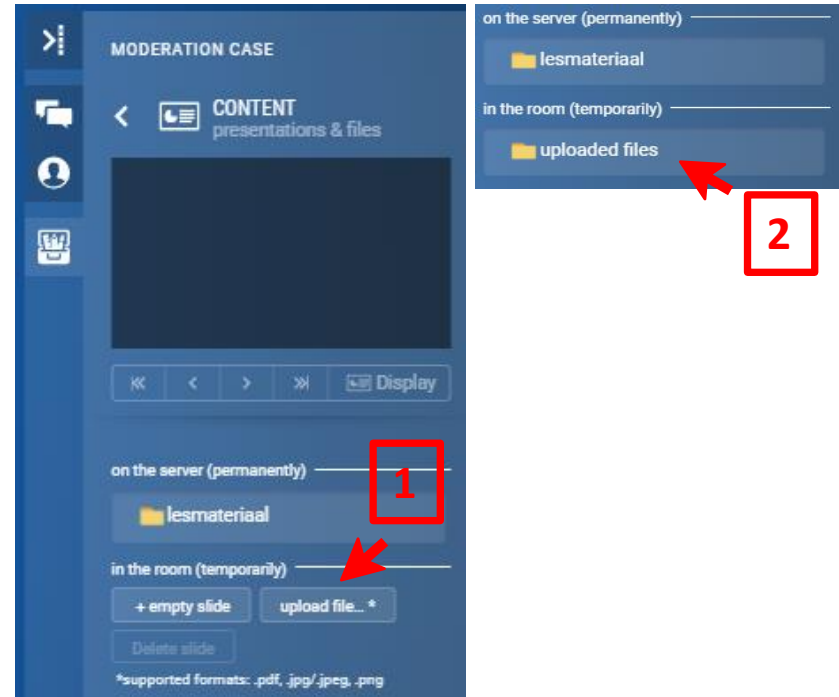 MODERATION CASE
CONTENT
presentations & files
Display
on the server (permanently)
lesmateriaal
1
in the room (temporarily)
+ empty slide
upload file... *
Delete slide
*supported formats: .pdf, .jpg/.jpeg, .png
on the server (permanently)
lesmateriaal
in the room (temporarily)
uploaded files
2